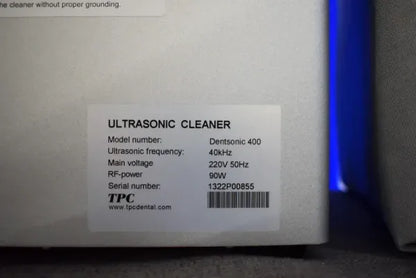 he cleaner without proper grounding.
ULTRASONIC CLEANER
Model number: Dentsonic 400
Ultrasonic frequency: 40kHz
Main voltage 220V 50Hz
RF-power 90W
Serial number: 1322P00855
TPC
www.tpcdental.com